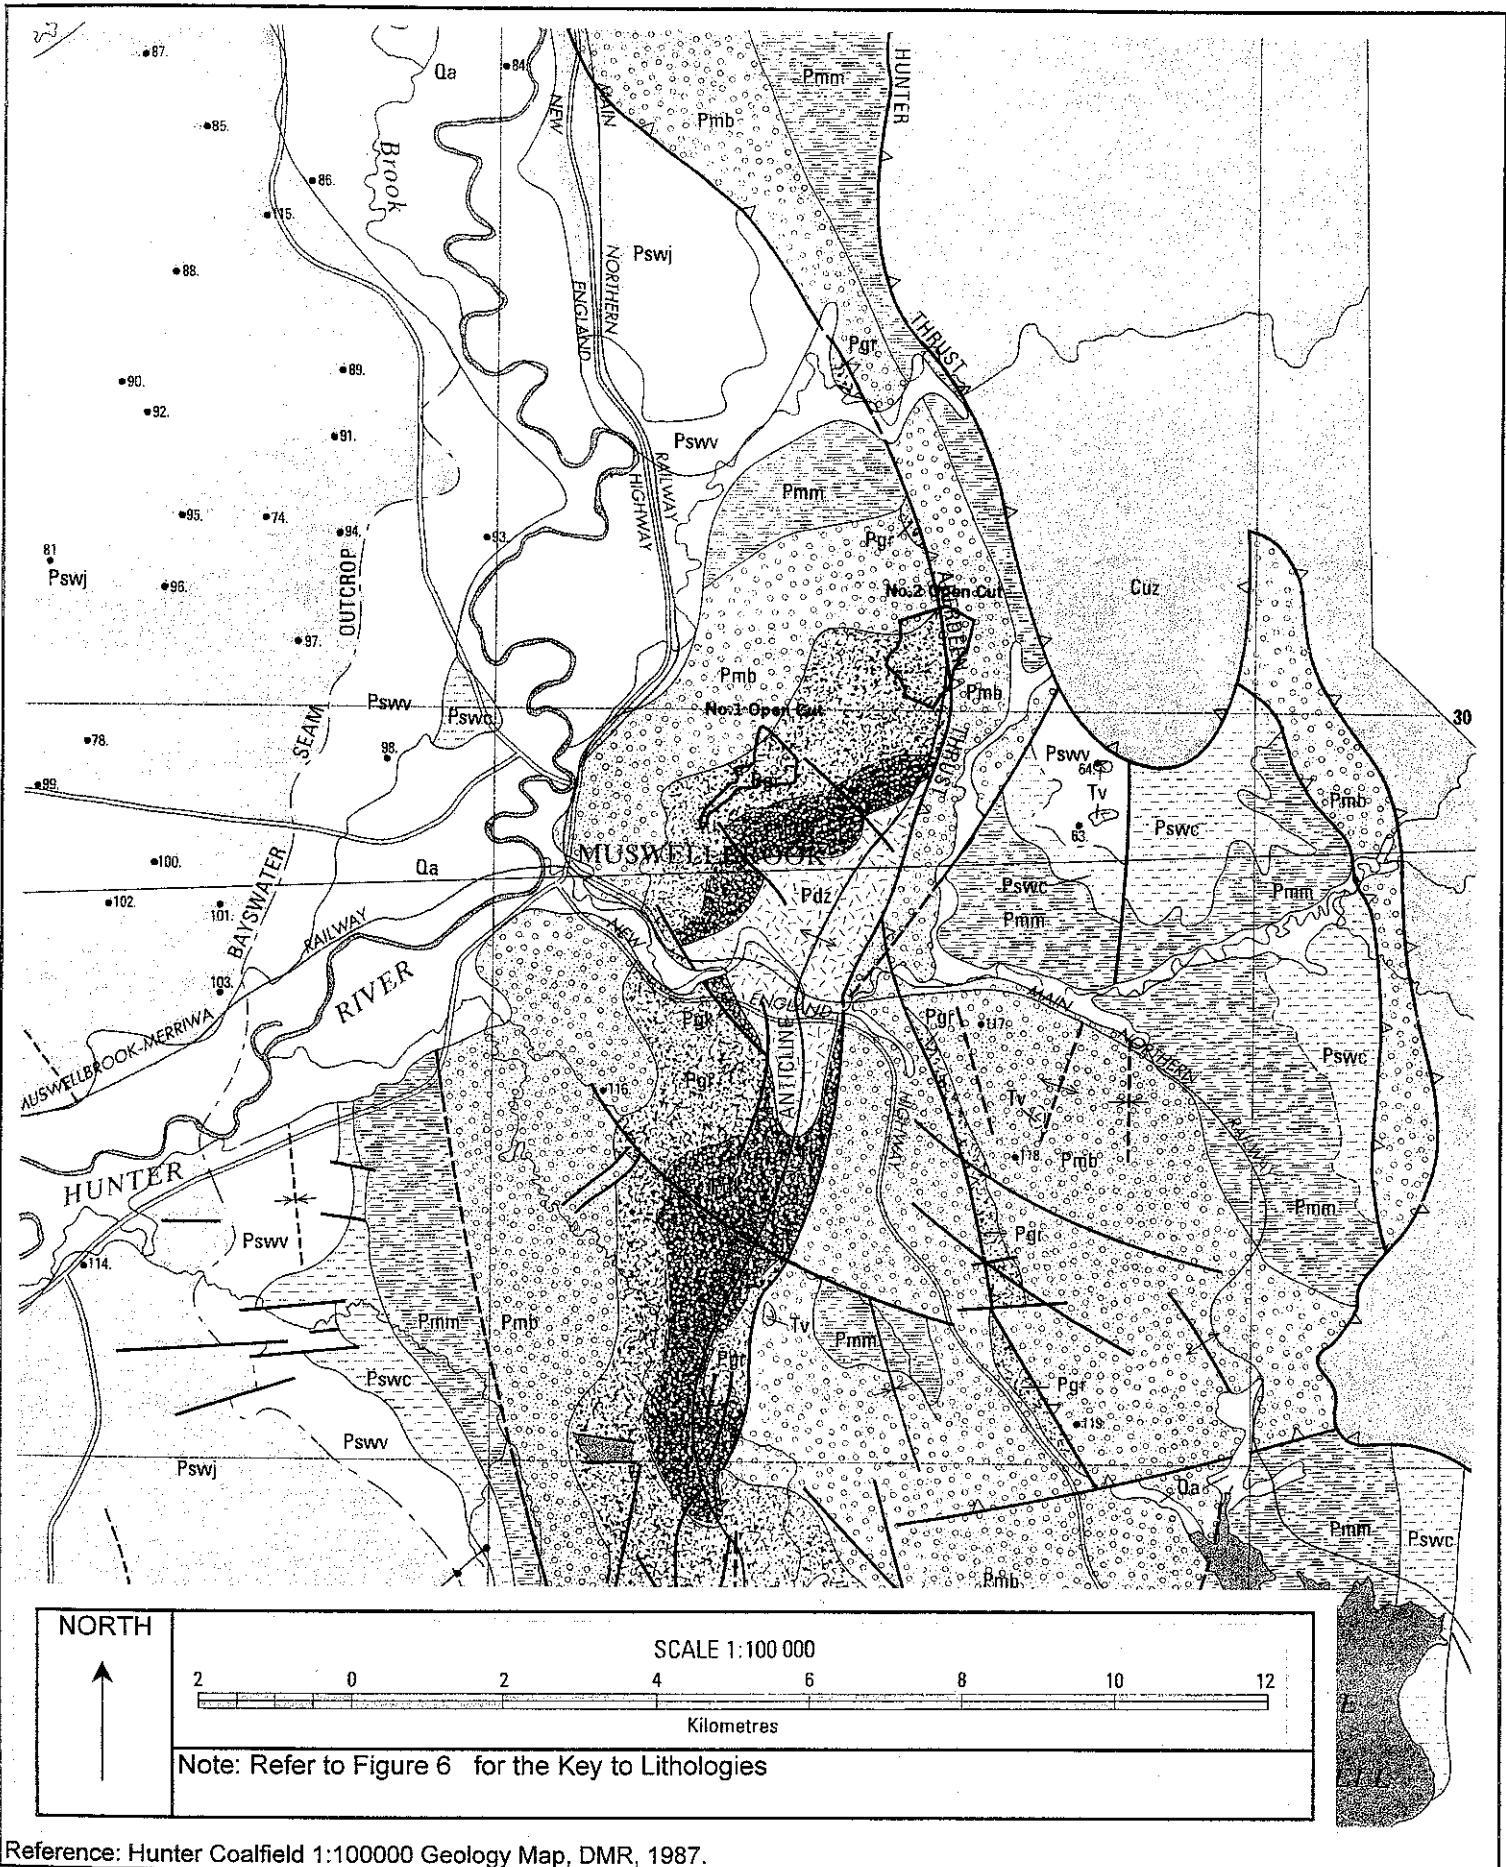 87.
Qa
84.
HUNTER
Pmm
NEW
MAIN
Pmb
85.
Brook
86.
115.
88.
Pswj
NORTHERN
ENGLAND
THRUST
Pgr
89.
90.
92.
91.
Pswv
RAILWAY
HIGHWAY
Pmm
95.
74.
94.
93.
Pgr
81
Pswj
96.
OUTCROP
ABERDEEN
No.2 Open Cut
Cuz
97.
Pmb
Pmb
Pswv
Pswc
No.1 Open Cut
30
SEAM
78.
98.
THRUST
Pswv
64.
99.
Pgr
Tv
Pmb
63.
Pswc
MUSWELLBROOK
100.
Qa
BAYSWATER
Pdz
Pswc
Pmm
Pmm
102.
101.
RAILWAY
NEW
103.
RIVER
ENGLAND
MAIN
MUSWELLBROOK-MERRIWA
Pgr
117.
NORTHERN
Pswc
ANTICLINE
Pgr
116.
Tv
HIGHWAY
RAILWAY
118.
Pmb
HUNTER
Pmm
Pswv
Pgr
114.
Pmm
Pmb
Tv
Pmm
Pgr
Pswc
Pgr
119.
Pswv
Pswj
Qa
Pmm
Pswc
Pmb
NORTH
SCALE 1:100 000
2 0 2 4 6 8 10 12
Kilometres
Note: Refer to Figure 6 for the Key to Lithologies
Reference: Hunter Coalfield 1:100000 Geology Map, DMR, 1987.